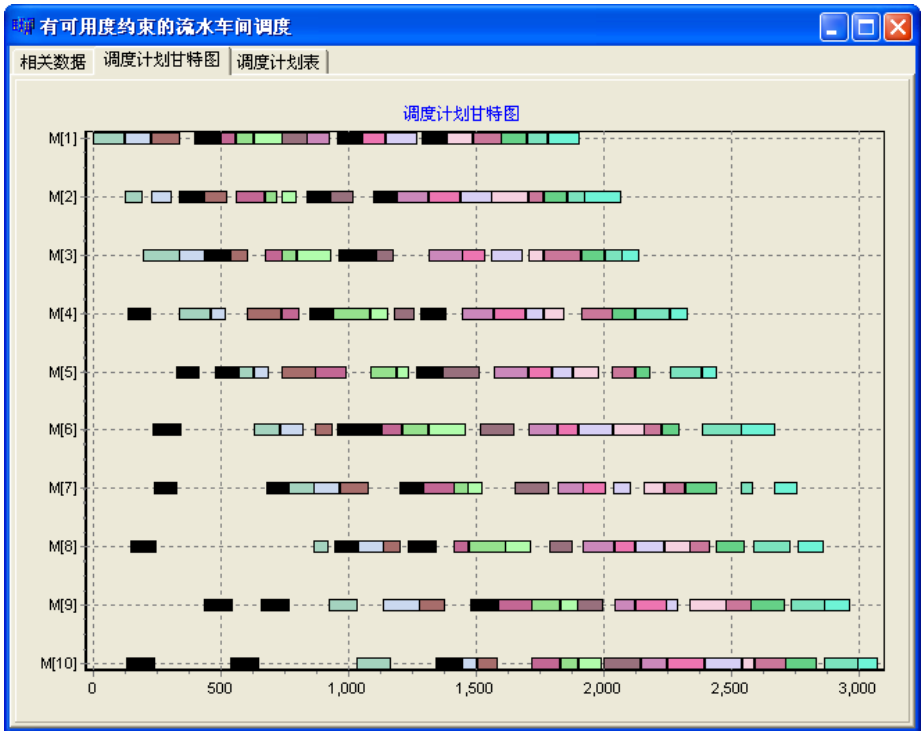 有可用度约束的流水车间调度
相关数据 调度计划甘特图 调度计划表
调度计划甘特图
M[1]
M[2]
M[3]
M[4]
M[5]
M[6]
M[7]
M[8]
M[9]
M[10]
0 500 1,000 1,500 2,000 2,500 3,000